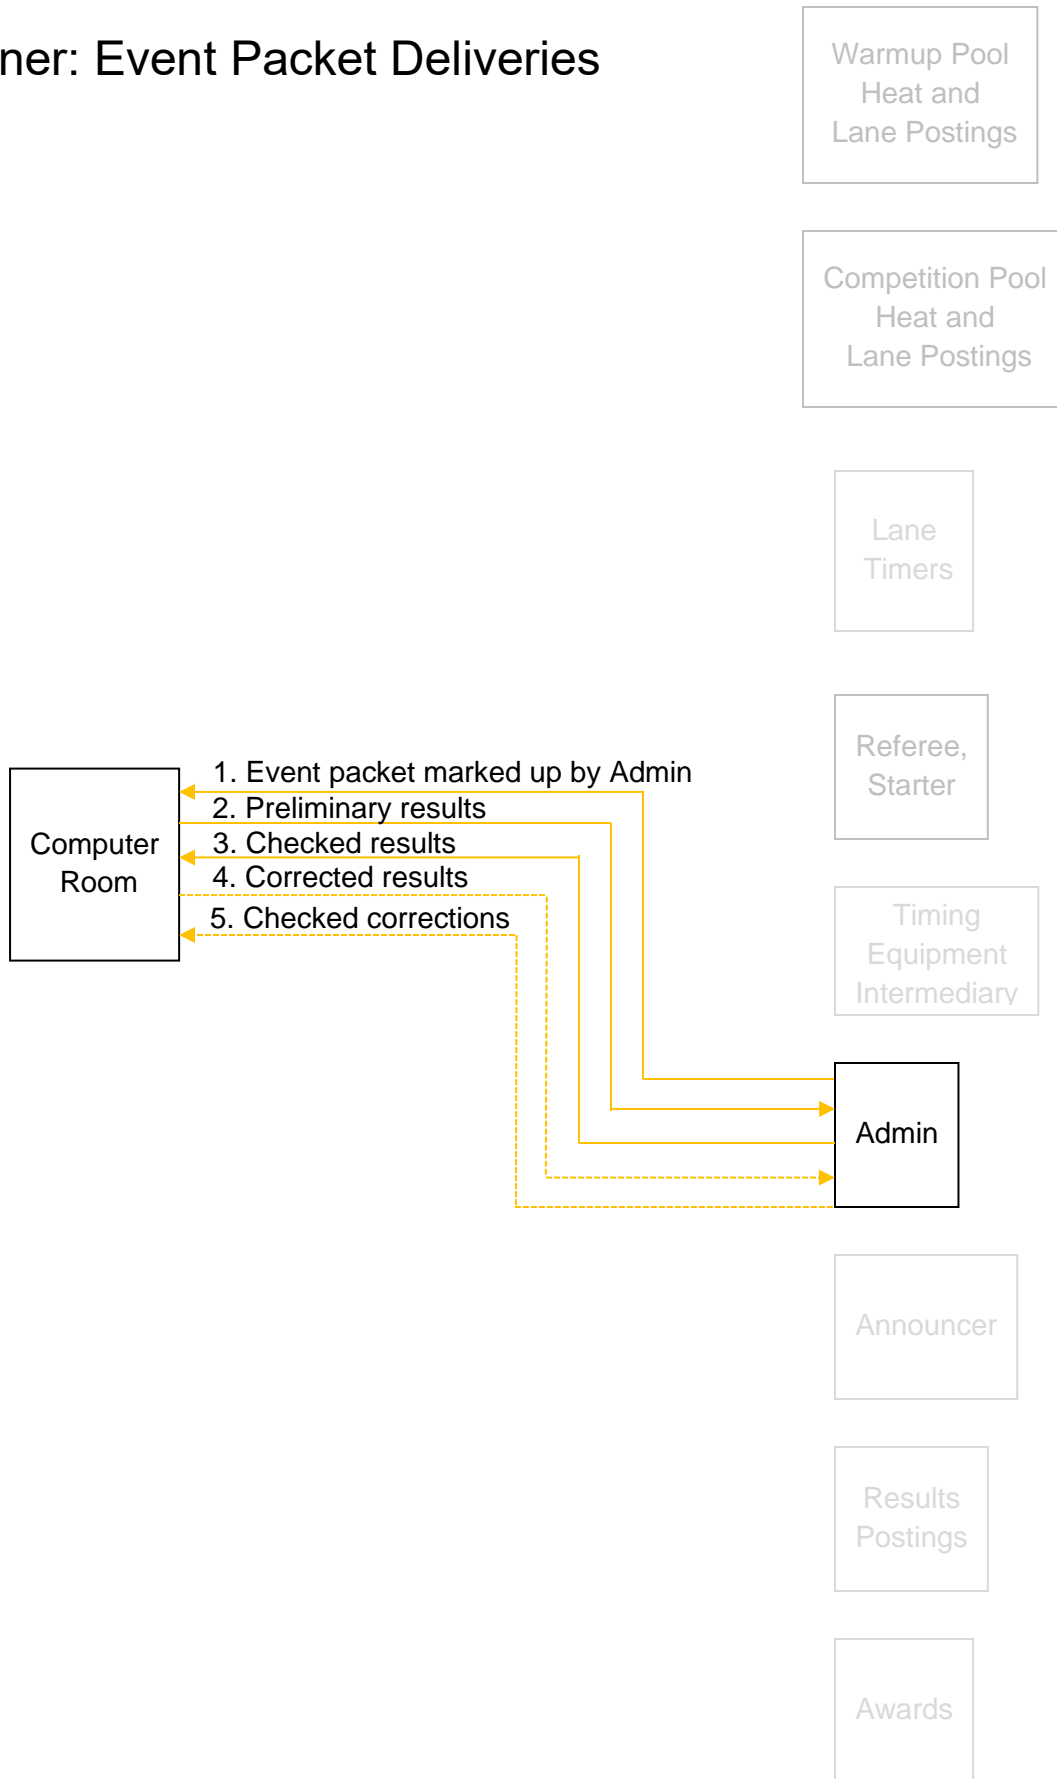 ner: Event Packet Deliveries
Warmup Pool
Heat and
Lane Postings
Competition Pool
Heat and
Lane Postings
Lane
Timers
Referee,
Starter
1. Event packet marked up by Admin
2. Preliminary results
3. Checked results
4. Corrected results
5. Checked corrections
Computer
Room
Timing
Equipment
Intermediary
Admin
Announcer
Results
Postings
Awards